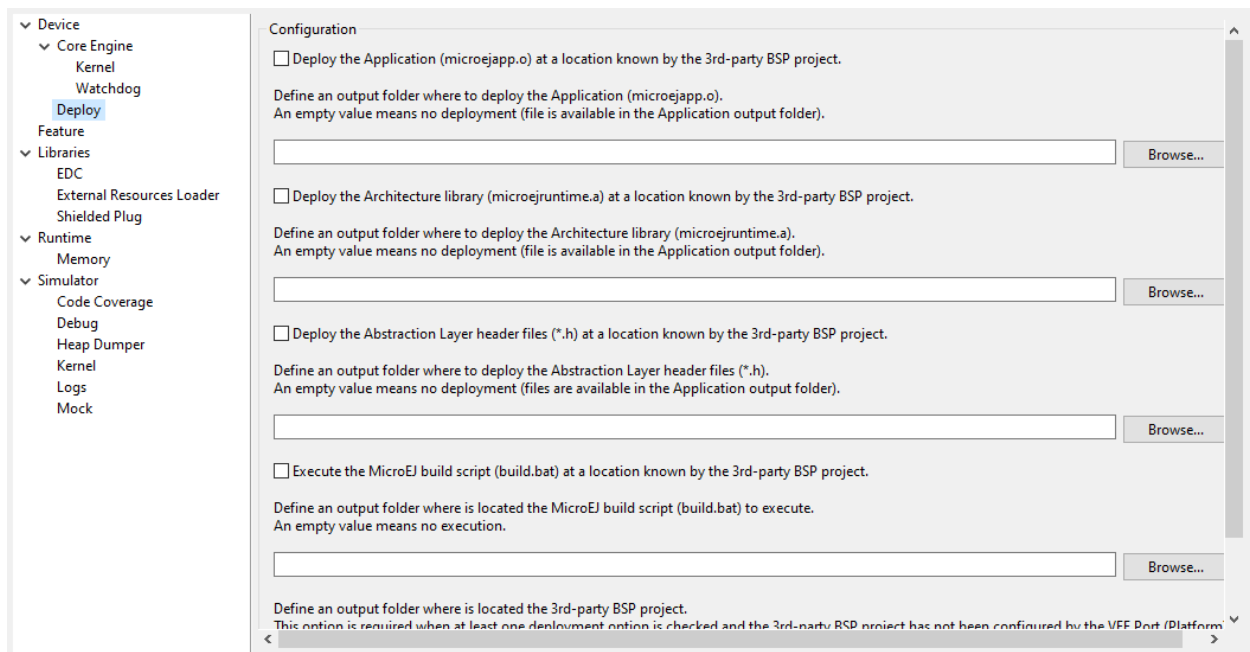 Device
Core Engine
Kernel
Watchdog
Deploy
Feature
Libraries
EDC
External Resources Loader
Shielded Plug
Runtime
Memory
Simulator
Code Coverage
Debug
Heap Dumper
Kernel
Logs
Mock
Configuration
Deploy the Application (microejapp.o) at a location known by the 3rd-party BSP project.
Define an output folder where to deploy the Application (microejapp.o).
An empty value means no deployment (file is available in the Application output folder).
Browse...
Deploy the Architecture library (microejruntime.a) at a location known by the 3rd-party BSP project.
Define an output folder where to deploy the Architecture library (microejruntime.a).
An empty value means no deployment (file is available in the Application output folder).
Browse...
Deploy the Abstraction Layer header files (*.h) at a location known by the 3rd-party BSP project.
Define an output folder where to deploy the Abstraction Layer header files (*.h).
An empty value means no deployment (files are available in the Application output folder).
Browse...
Execute the MicroEJ build script (build.bat) at a location known by the 3rd-party BSP project.
Define an output folder where is located the MicroEJ build script (build.bat) to execute.
An empty value means no execution.
Browse...
Define an output folder where is located the 3rd-party BSP project.
This option is required when at least one deployment option is checked and the 3rd-party BSP project has not been configured by the VEE Port (Platform)